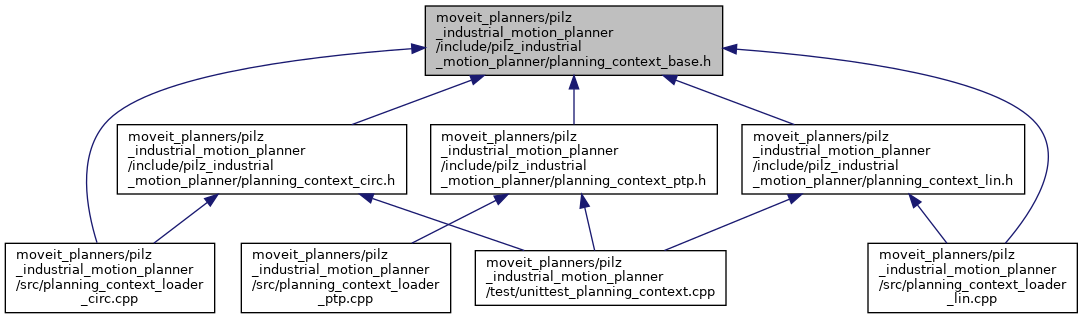 moveit_planners/pilz
_industrial_motion_planner
/include/pilz_industrial
_motion_planner/planning_context_base.h
moveit_planners/pilz
_industrial_motion_planner
/include/pilz_industrial
_motion_planner/planning_context_circ.h
moveit_planners/pilz
_industrial_motion_planner
/include/pilz_industrial
_motion_planner/planning_context_ptp.h
moveit_planners/pilz
_industrial_motion_planner
/include/pilz_industrial
_motion_planner/planning_context_lin.h
moveit_planners/pilz
_industrial_motion_planner
/src/planning_context_loader
_circ.cpp
moveit_planners/pilz
_industrial_motion_planner
/src/planning_context_loader
_ptp.cpp
moveit_planners/pilz
_industrial_motion_planner
/test/unittest_planning_context.cpp
moveit_planners/pilz
_industrial_motion_planner
/src/planning_context_loader
_lin.cpp